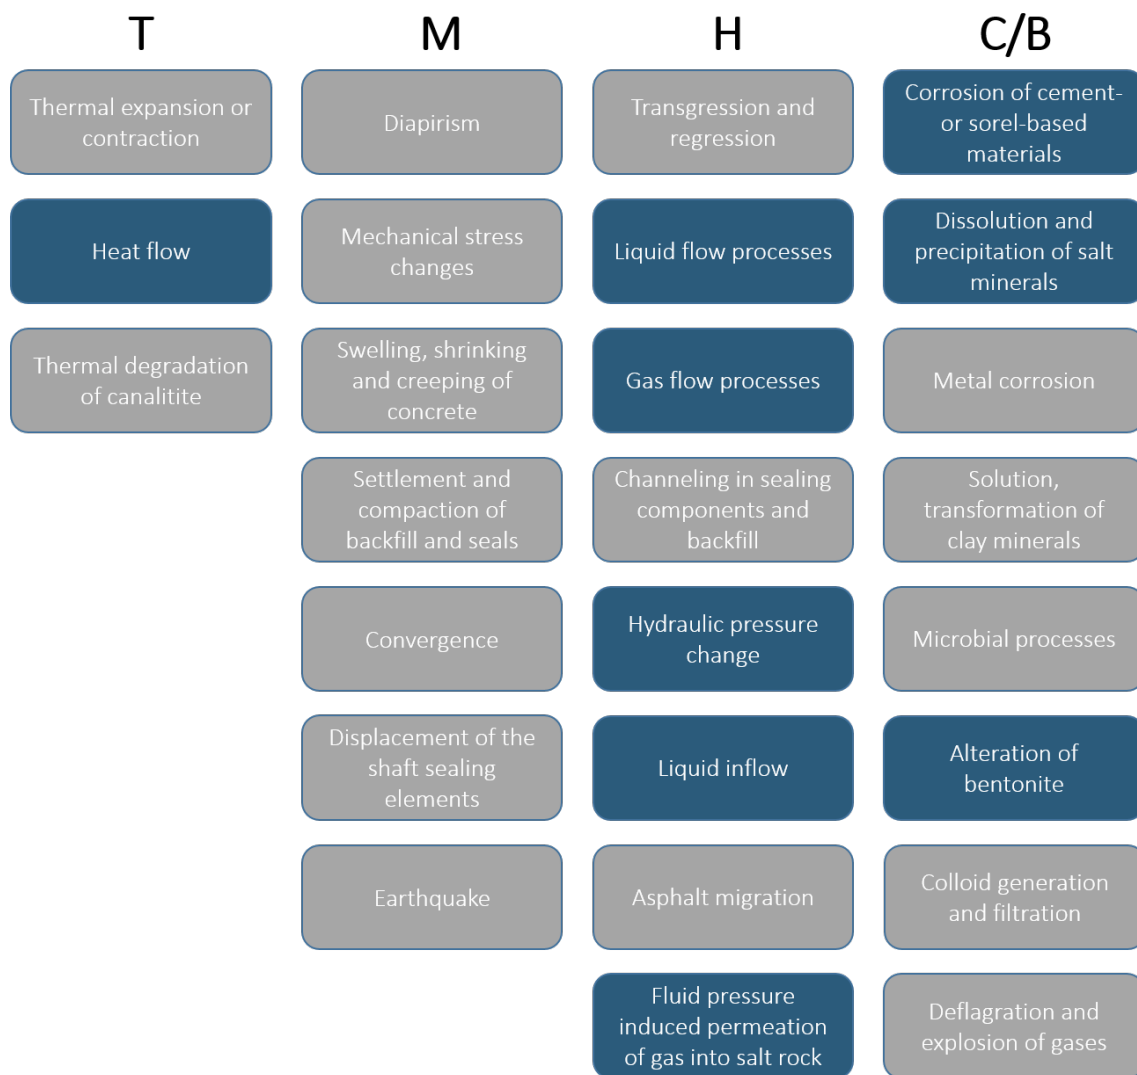 T
M
H
C/B
Thermal expansion or
contraction
Diapirism
Transgression and
regression
Corrosion of cement-
or sorel-based
materials
Heat flow
Mechanical stress
changes
Liquid flow processes
Dissolution and
precipitation of salt
minerals
Thermal degradation
of canalitite
Swelling, shrinking
and creeping of
concrete
Gas flow processes
Metal corrosion
Settlement and
compaction of
backfill and seals
Channeling in sealing
components and
backfill
Solution,
transformation of
clay minerals
Convergence
Hydraulic pressure
change
Microbial processes
Displacement of the
shaft sealing
elements
Liquid inflow
Alteration of
bentonite
Earthquake
Asphalt migration
Colloid generation
and filtration
Fluid pressure
induced permeation
of gas into salt rock
Deflagration and
explosion of gases